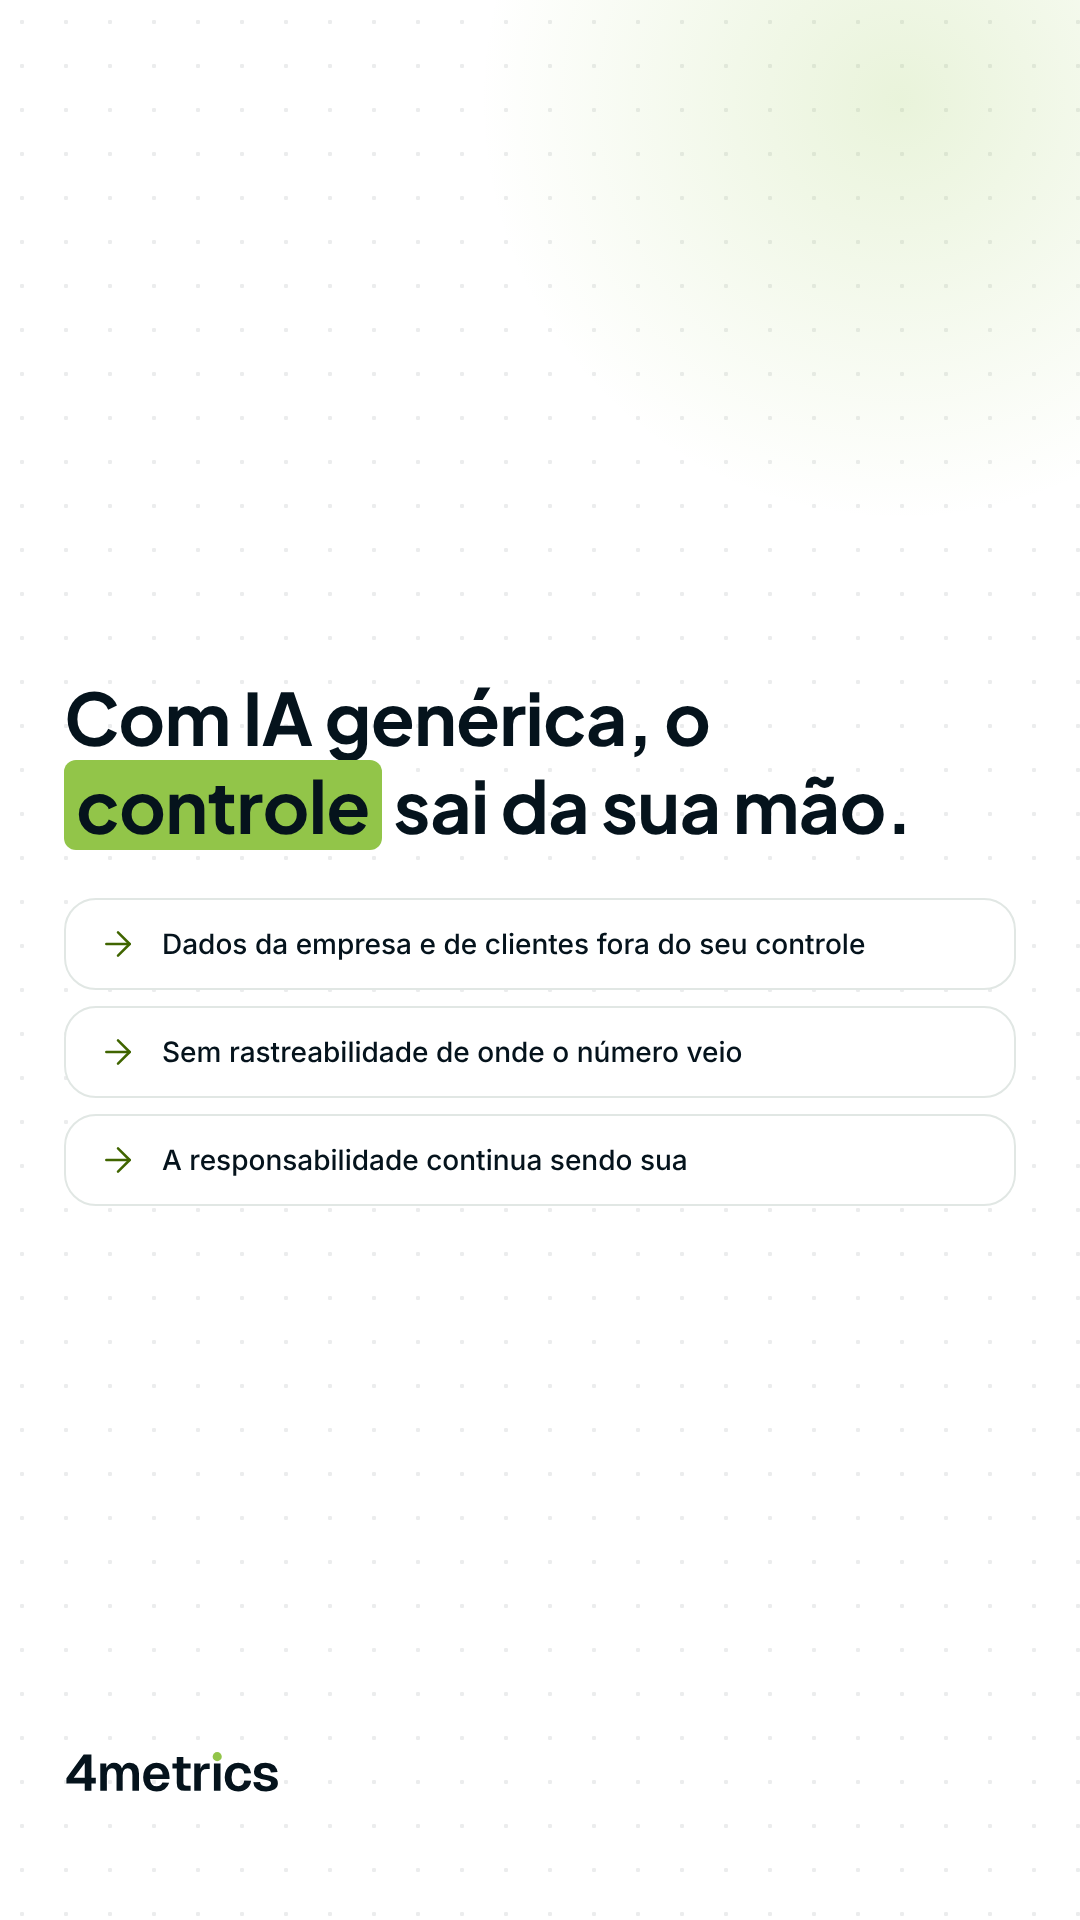 Com IA genérica, o
controle sai da sua mão.
Dados da empresa e de clientes fora do seu controle
Sem rastreabilidade de onde o número veio
A responsabilidade continua sendo sua
4metrics